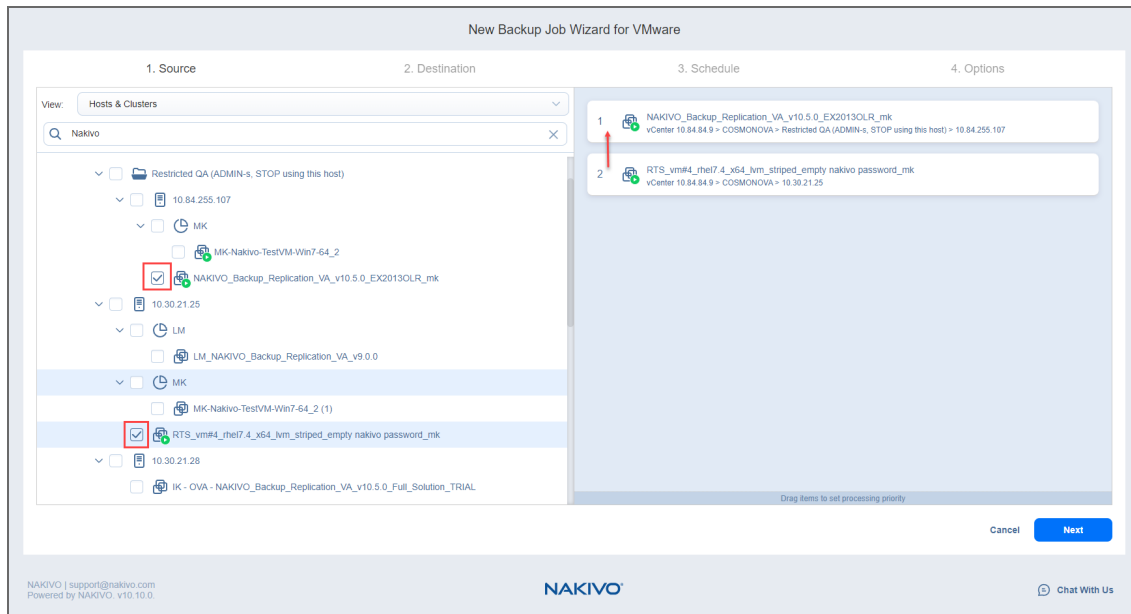 New Backup Job Wizard for VMware
1. Source
2. Destination
3. Schedule
4. Options
View:
Hosts & Clusters
Nakivo
Restricted QA (ADMIN-s, STOP using this host)
10.84.255.107
MK
MK-Nakivo-TestVM-Win7-64_2
NAKIVO_Backup_Replication_VA_v10.5.0_EX2013OLR_mk
10.30.21.25
LM
LM_NAKIVO_Backup_Replication_VA_v9.0.0
MK
MK-Nakivo-TestVM-Win7-64_2 (1)
RTS_vm#4_rhel7.4_x64_lvm_striped_empty nakivo password_mk
10.30.21.28
IK - OVA - NAKIVO_Backup_Replication_VA_v10.5.0_Full_Solution_TRIAL
1
NAKIVO_Backup_Replication_VA_v10.5.0_EX2013OLR_mk
vCenter 10.84.84.9 > COSMONOVA > Restricted QA (ADMIN-s, STOP using this host) > 10.84.255.107
2
RTS_vm#4_rhel7.4_x64_lvm_striped_empty nakivo password_mk
vCenter 10.84.84.9 > COSMONOVA > 10.30.21.25
Drag items to set processing priority
Cancel
Next
NAKIVO | support@nakivo.com
Powered by NAKIVO. v10.10.0.
NAKIVO
Chat With Us